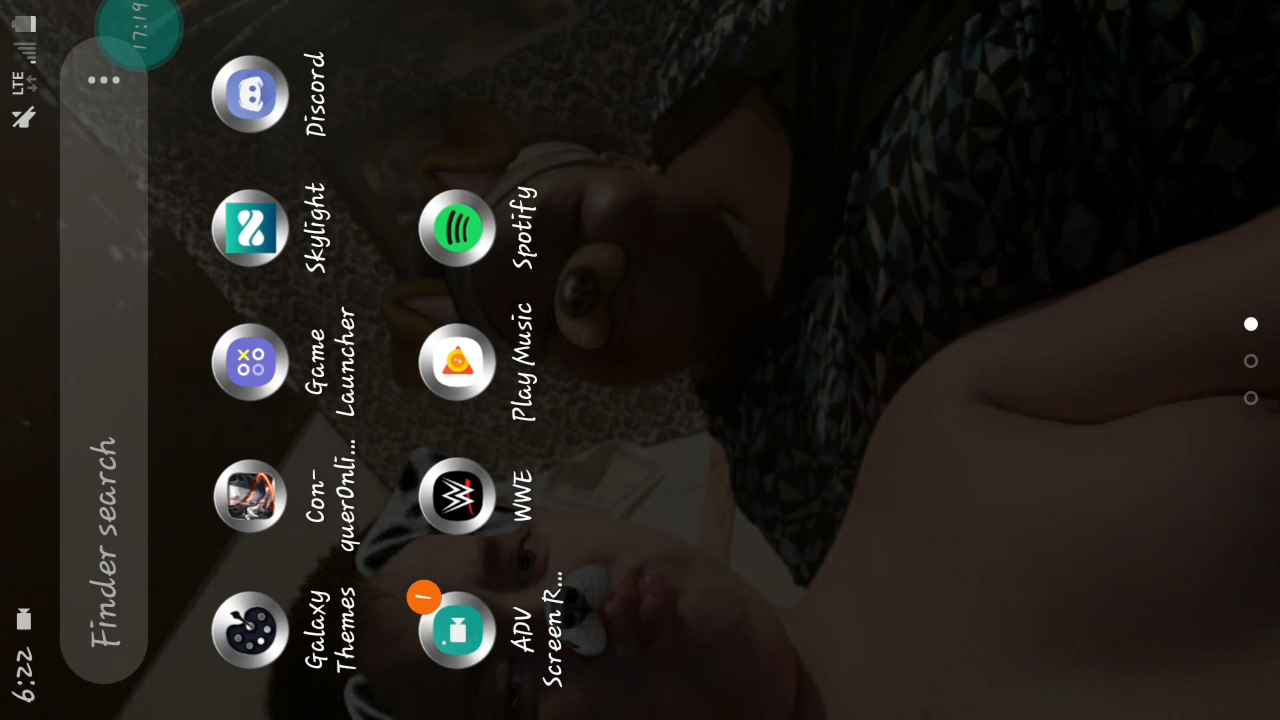 6:22
LTE
17:19
Finder search
Galaxy
Themes
Con-
querOnli...
Game
Launcher
Skylight
Discord
1
ADV
Screen R...
WWE
Play Music
Spotify